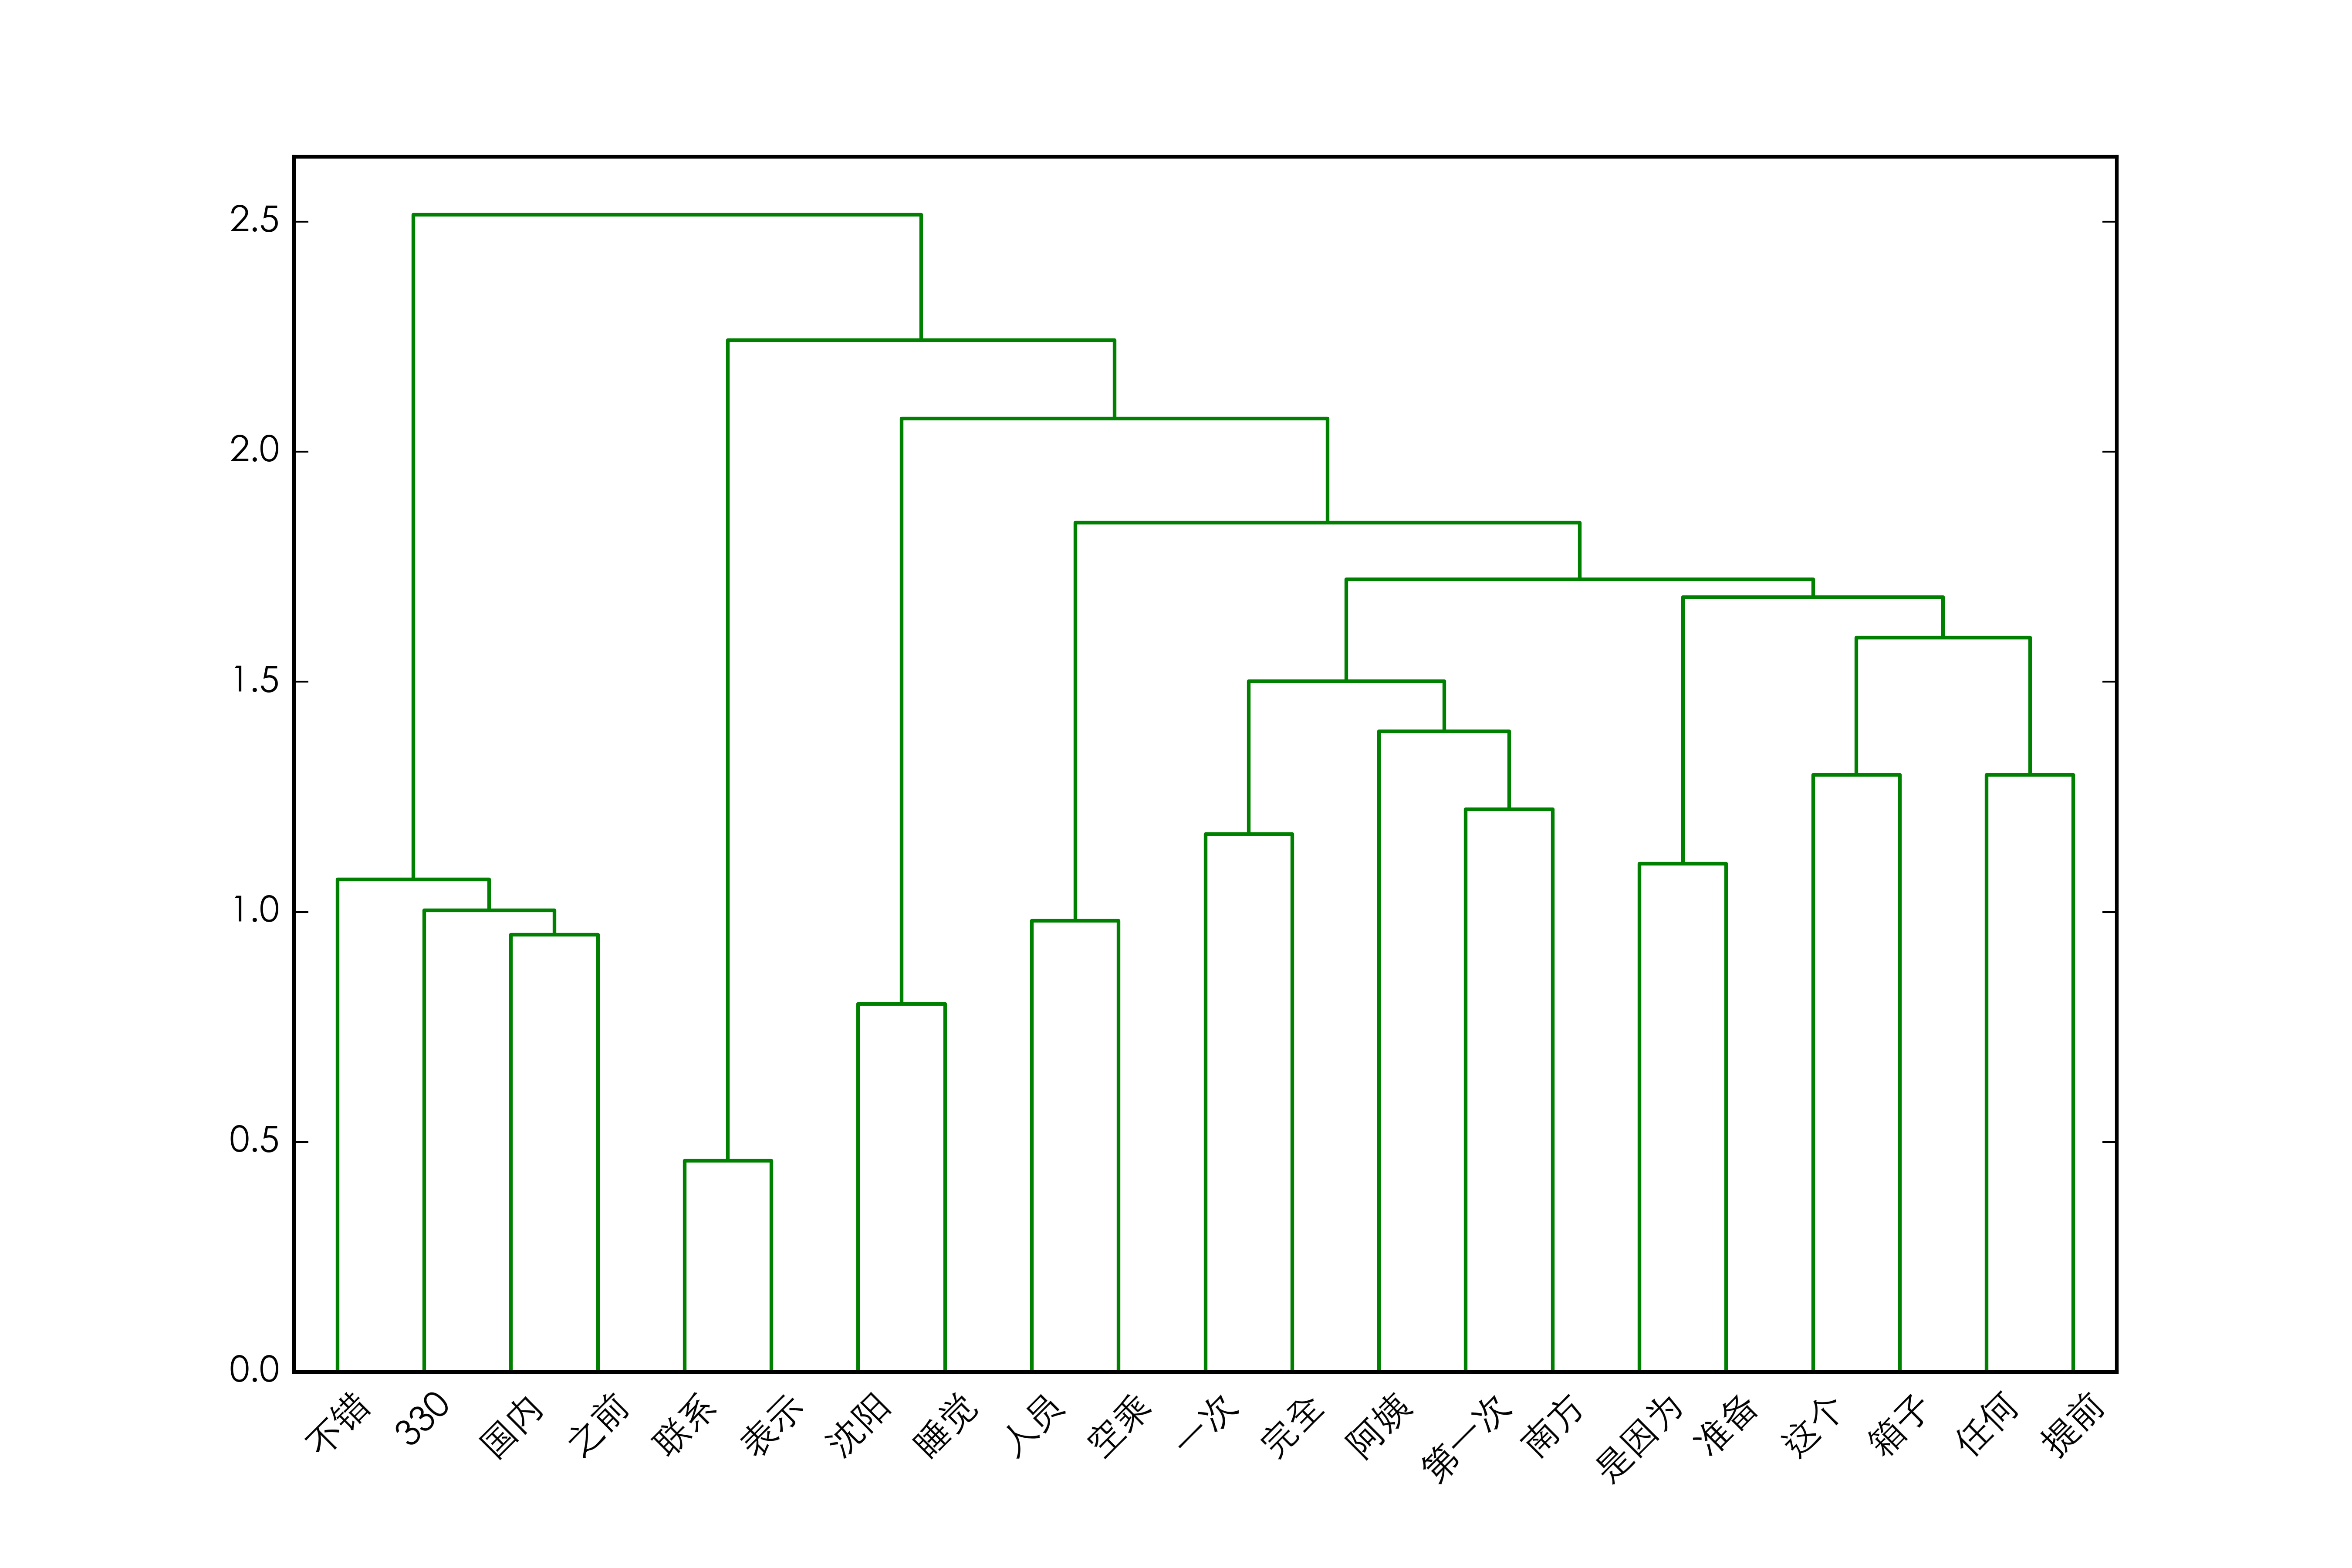 2.5
2.0
1.5
1.0
0.5
0.0
不错
330
国内
之前
联系
表示
沈阳
睡觉
人员
空乘
一次
完全
阿姨
第一次
南方
是因为
准备
这个
箱子
任何
提前